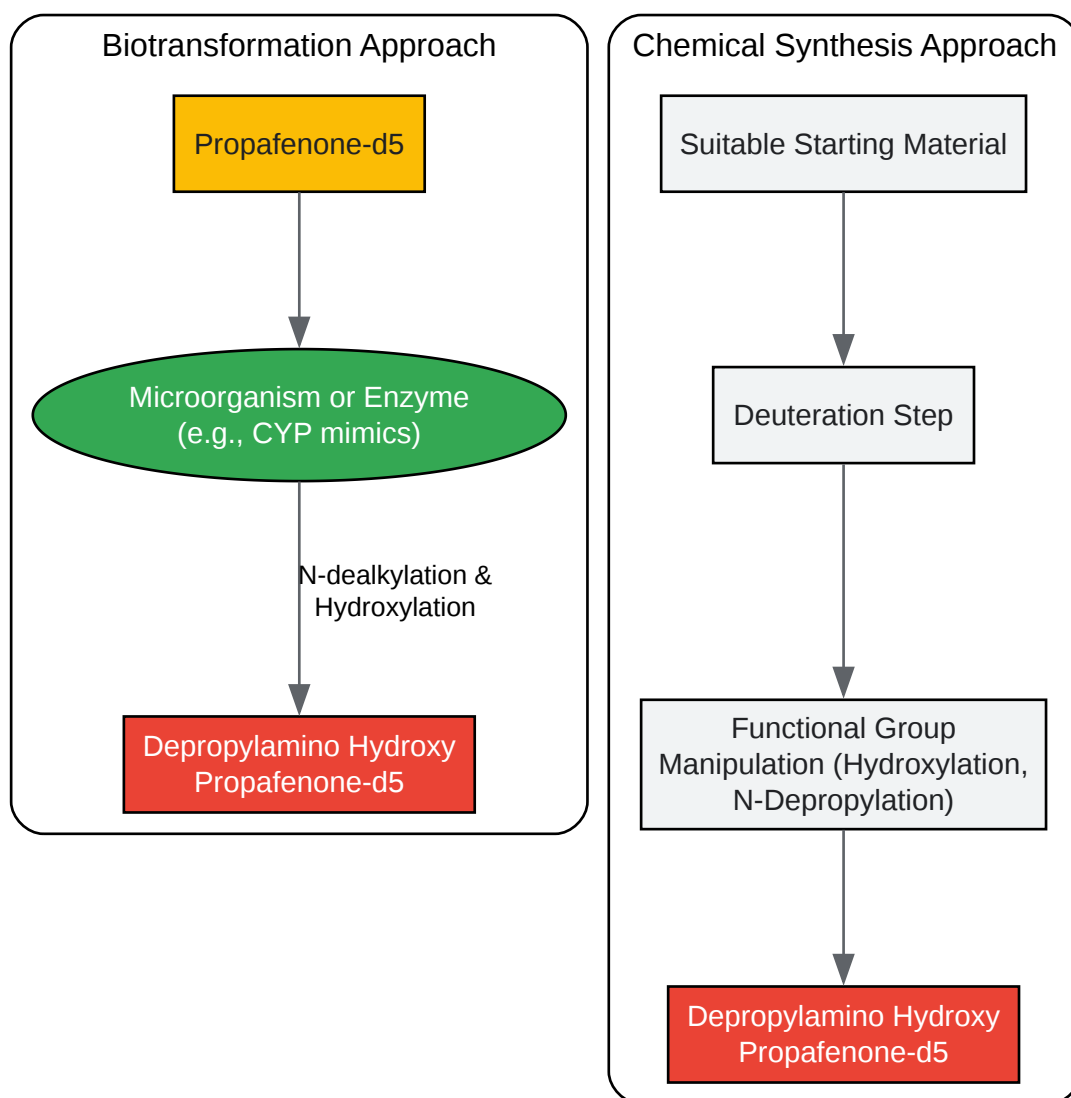 Biotransformation Approach
Propafenone-d5
Microorganism or Enzyme
(e.g., CYP mimics)
N-dealkylation &
Hydroxylation
Depropylamino Hydroxy
Propafenone-d5
Chemical Synthesis Approach
Suitable Starting Material
Deuteration Step
Functional Group
Manipulation (Hydroxylation,
N-Depropylation)
Depropylamino Hydroxy
Propafenone-d5